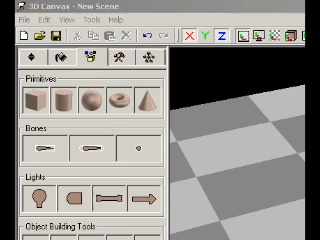 3D Canvas - New Scene
File Edit View Tools Help
X Y Z
Primitives
Bones
Lights
Object Building Tools